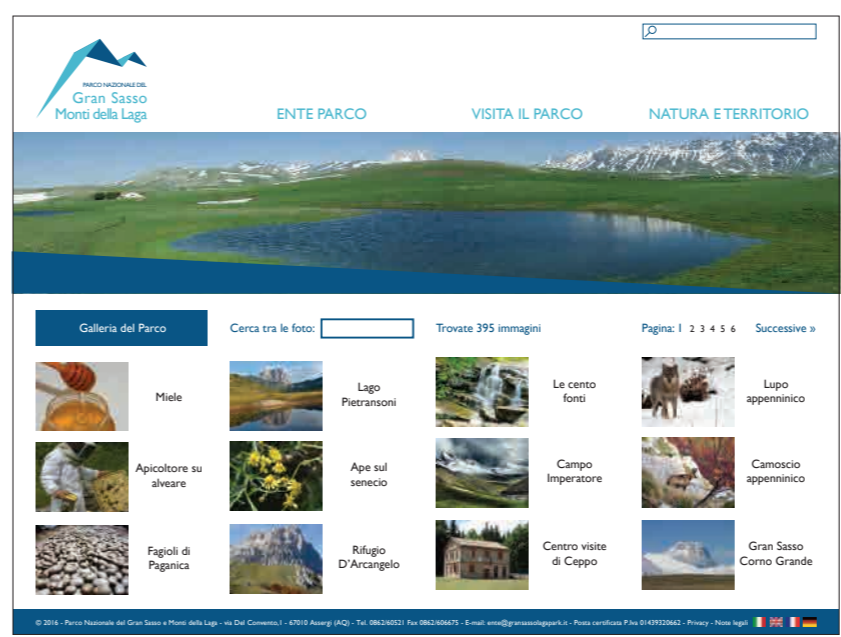 PARCO NAZIONALE DEL
Gran Sasso
Monti della Laga
ENTE PARCO
VISITA IL PARCO
NATURA E TERRITORIO
Galleria del Parco
Cerca tra le foto:
Trovate 395 immagini
Pagina: 1 2 3 4 5 6
Successive »
Miele
Lago
Pietransoni
Le cento
fonti
Lupo
appenninico
Apicoltore su
alveare
Ape sul
senecio
Campo
Imperatore
Camoscio
appenninico
Fagioli di
Paganica
Rifugio
D'Arcangelo
Centro visite
di Ceppo
Gran Sasso
Corno Grande
© 2016 - Parco Nazionale del Gran Sasso e Monti della Laga - via Del Convento,1 - 67010 Assergi (AQ) - Tel. 0862/60521 Fax 0862/606675 - E-mail: ente@gransassolagapark.it - Posta certificata P.Iva 01439320662 - Privacy - Note legali